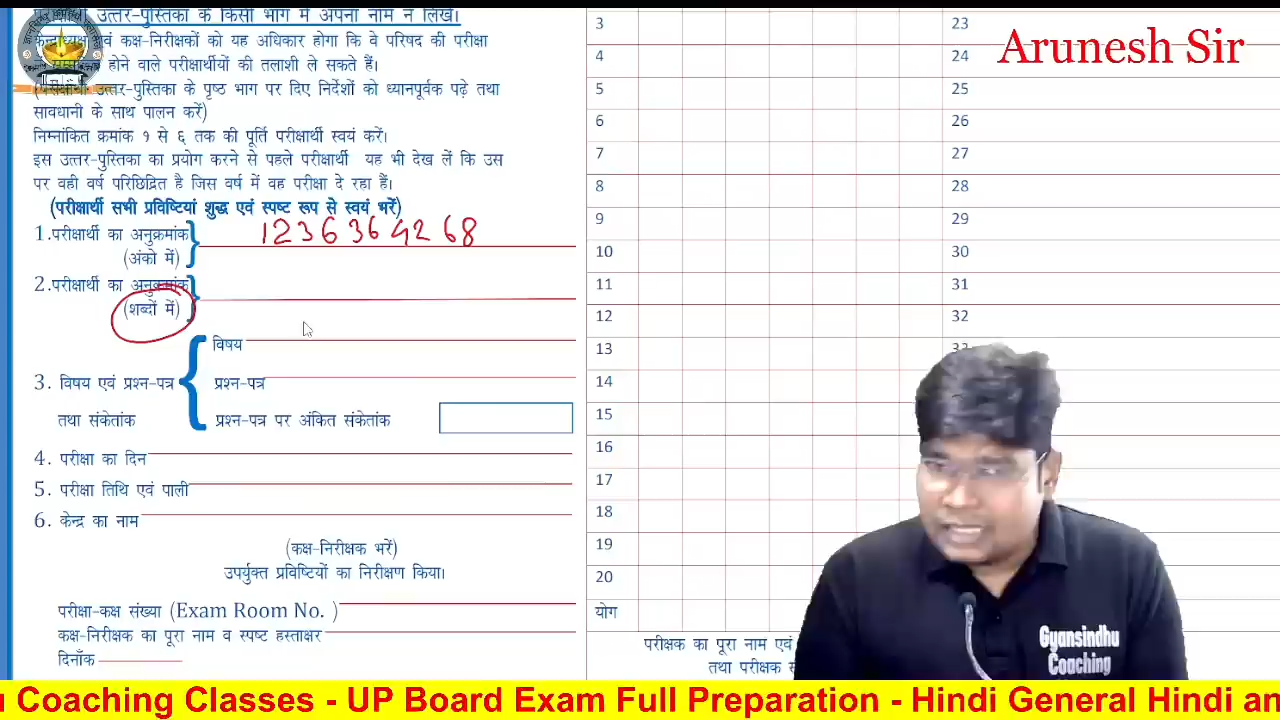 उत्तर-पुस्तिका के किसी भाग में अपना नाम न लिखें।
एवं कक्ष-निरीक्षकों को यह अधिकार होगा कि वे परिषद की परीक्षा
होने वाले परीक्षार्थीयों की तलाशी ले सकते हैं।
(परीक्षार्थी उत्तर-पुस्तिका के पृष्ठ भाग पर दिए निर्देशों को ध्यानपूर्वक पढ़े तथा
सावधानी के साथ पालन करें)
निम्नांकित क्रमांक १ से ६ तक की पूर्ति परीक्षार्थी स्वयं करें।
इस उत्तर-पुस्तिका का प्रयोग करने से पहले परीक्षार्थी यह भी देख लें कि उस
पर वही वर्ष परिछिद्रित है जिस वर्ष में वह परीक्षा दे रहा हैं।
(परीक्षार्थी सभी प्रविष्टियां शुद्ध एवं स्पष्ट रूप से स्वयं भरें)
1.परीक्षार्थी का अनुक्रमांक 1236364268
(अंको में)
2.परीक्षार्थी का अनुक्रमांक
(शब्दों में)
विषय
3. विषय एवं प्रश्न-पत्र प्रश्न-पत्र
तथा संकेतांक प्रश्न-पत्र पर अंकित संकेतांक
4. परीक्षा का दिन
5. परीक्षा तिथि एवं पाली
6. केन्द्र का नाम
(कक्ष-निरीक्षक भरें)
उपर्युक्त प्रविष्टियों का निरीक्षण किया।
परीक्षा-कक्ष संख्या (Exam Room No. )
कक्ष-निरीक्षक का पूरा नाम व स्पष्ट हस्ताक्षर
दिनाँक
Arunesh Sir
3 23
4 24
5 25
6 26
7 27
8 28
9 29
10 30
11 31
12 32
13 33
14
15
16
17
18
19
20
योग
परीक्षक का पूरा नाम एवं
तथा परीक्षक
Gyansindhu
Coaching
Coaching Classes - UP Board Exam Full Preparation - Hindi General Hindi an